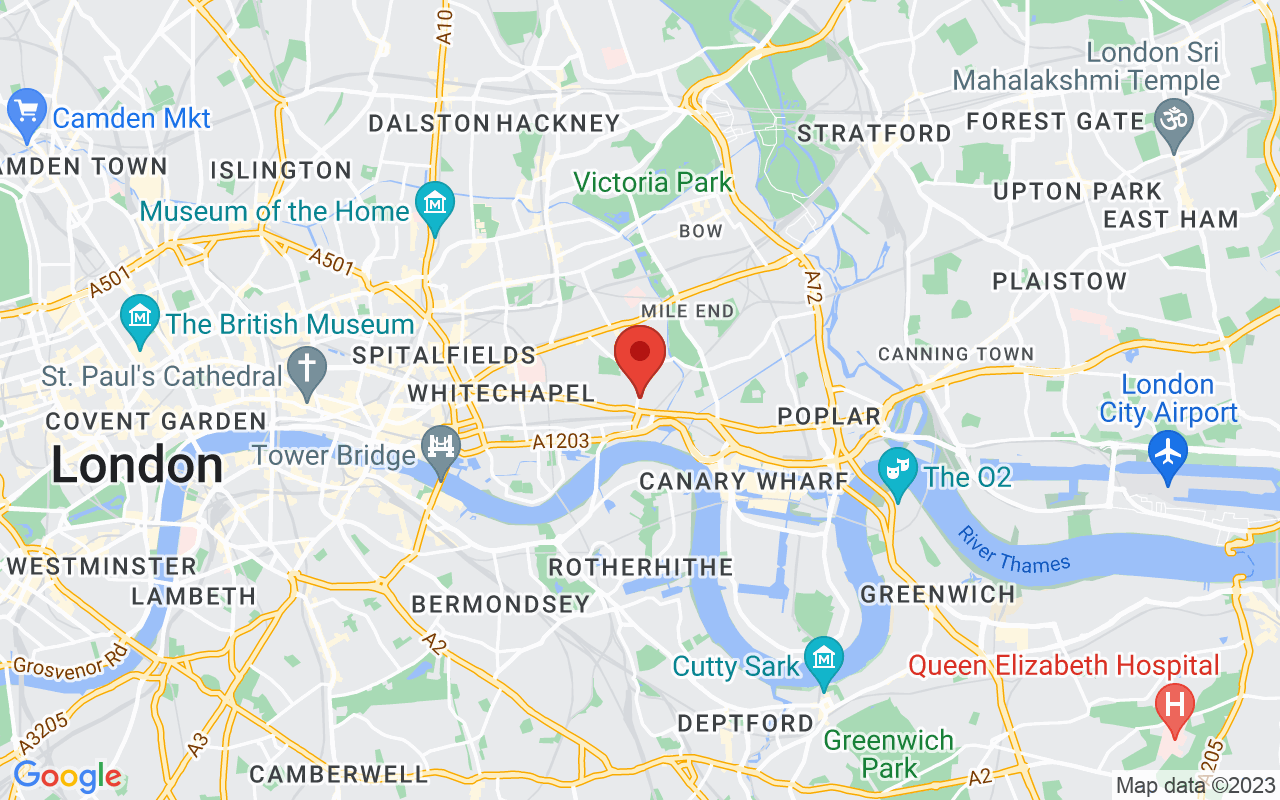 A10
London Sri
Mahalakshmi Temple
Camden Mkt
DALSTON
HACKNEY
STRATFORD
FOREST GATE
AMDEN TOWN
ISLINGTON
Victoria Park
UPTON PARK
Museum of the Home
EAST HAM
BOW
A501
A501
A12
PLAISTOW
MILE END
The British Museum
SPITALFIELDS
CANNING TOWN
St. Paul's Cathedral
WHITECHAPEL
London
City Airport
COVENT GARDEN
POPLAR
A1203
London
Tower Bridge
CANARY WHARF
The O2
River Thames
WESTMINSTER
ROTHERHITHE
LAMBETH
BERMONDSEY
GREENWICH
A2
Grosvenor Rd
Cutty Sark
Queen Elizabeth Hospital
H
A3205
A3
DEPTFORD
Greenwich
Park
A205
CAMBERWELL
A2
Google
Map data ©2023